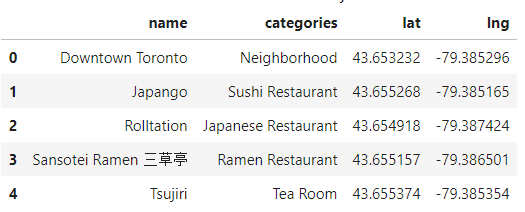 name categories lat lng
0 Downtown Toronto Neighborhood 43.653232 -79.385296
1 Japango Sushi Restaurant 43.655268 -79.385165
2 Rolltation Japanese Restaurant 43.654918 -79.387424
3 Sansotei Ramen 三草亭 Ramen Restaurant 43.655157 -79.386501
4 Tsujiri Tea Room 43.655374 -79.385354